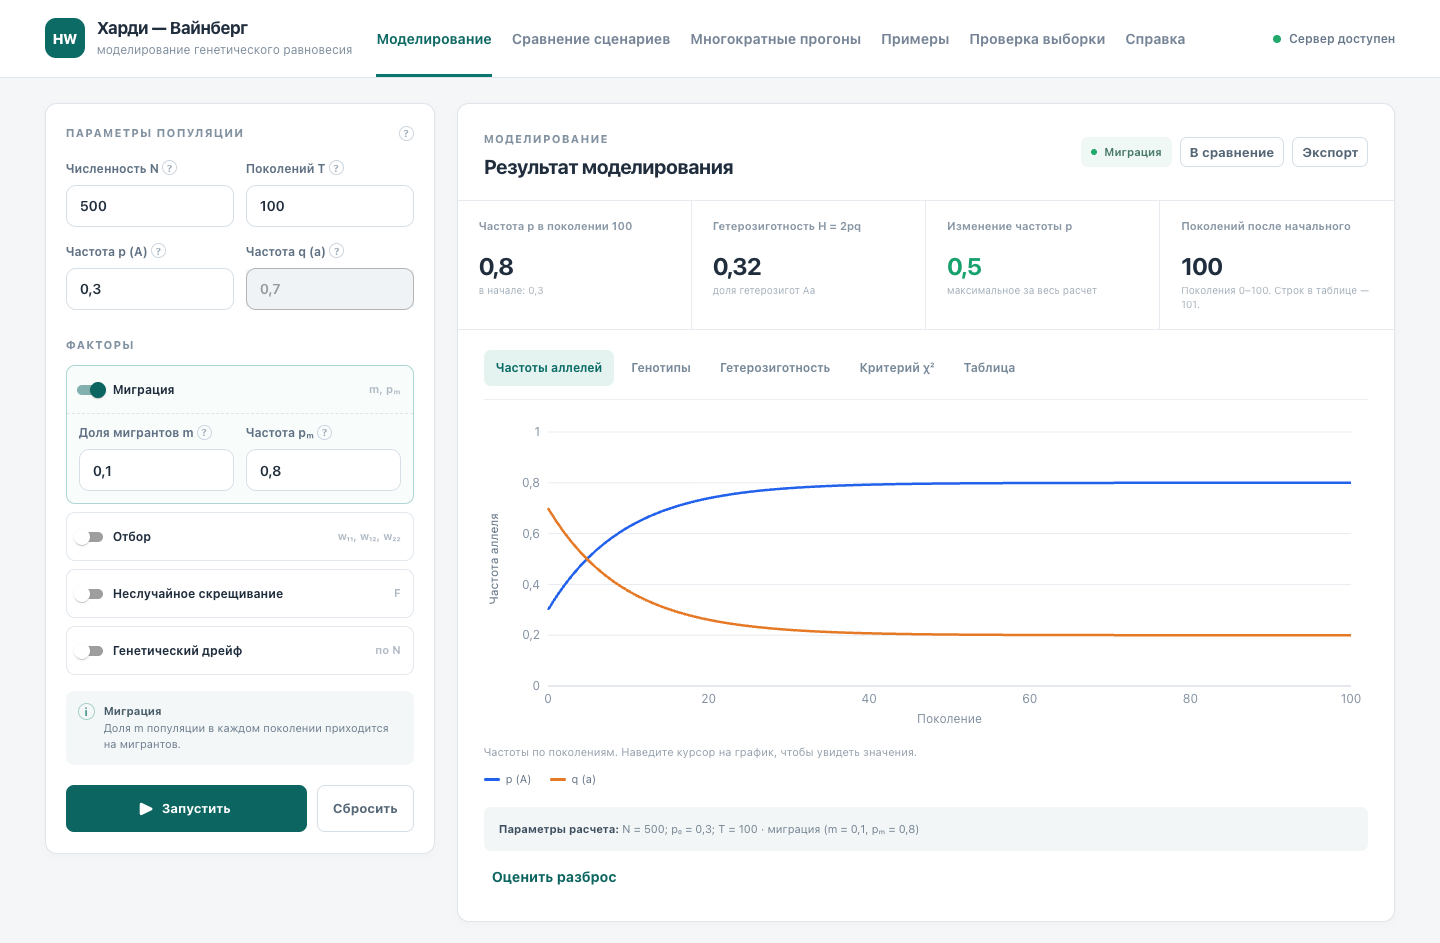 HW
Харди — Вайнберг
моделирование генетического равновесия
Моделирование
Сравнение сценариев
Многократные прогоны
Примеры
Проверка выборки
Справка
Сервер доступен
ПАРАМЕТРЫ ПОПУЛЯЦИИ
?
Численность N ?
Поколений T ?
500
100
Частота p (A) ?
Частота q (a) ?
0,3
0,7
ФАКТОРЫ
Миграция
m, pₘ
Доля мигрантов m ?
Частота pₘ ?
0,1
0,8
Отбор
w₁₁, w₁₂, w₂₂
Неслучайное скрещивание
F
Генетический дрейф
по N
i
Миграция
Доля m популяции в каждом поколении приходится
на мигрантов.
Запустить
Сбросить
МОДЕЛИРОВАНИЕ
Результат моделирования
Миграция
В сравнение
Экспорт
Частота p в поколении 100
0,8
в начале: 0,3
Гетерозиготность H = 2pq
0,32
доля гетерозигот Aa
Изменение частоты p
0,5
максимальное за весь расчет
Поколений после начального
100
Поколения 0–100. Строк в таблице —
101.
Частоты аллелей
Генотипы
Гетерозиготность
Критерий χ²
Таблица
Частота аллеля
1
0,8
0,6
0,4
0,2
0
0
20
40
60
80
100
Поколение
Частоты по поколениям. Наведите курсор на график, чтобы увидеть значения.
p (A)
q (a)
Параметры расчета: N = 500; p₀ = 0,3; T = 100 · миграция (m = 0,1, pₘ = 0,8)
Оценить разброс